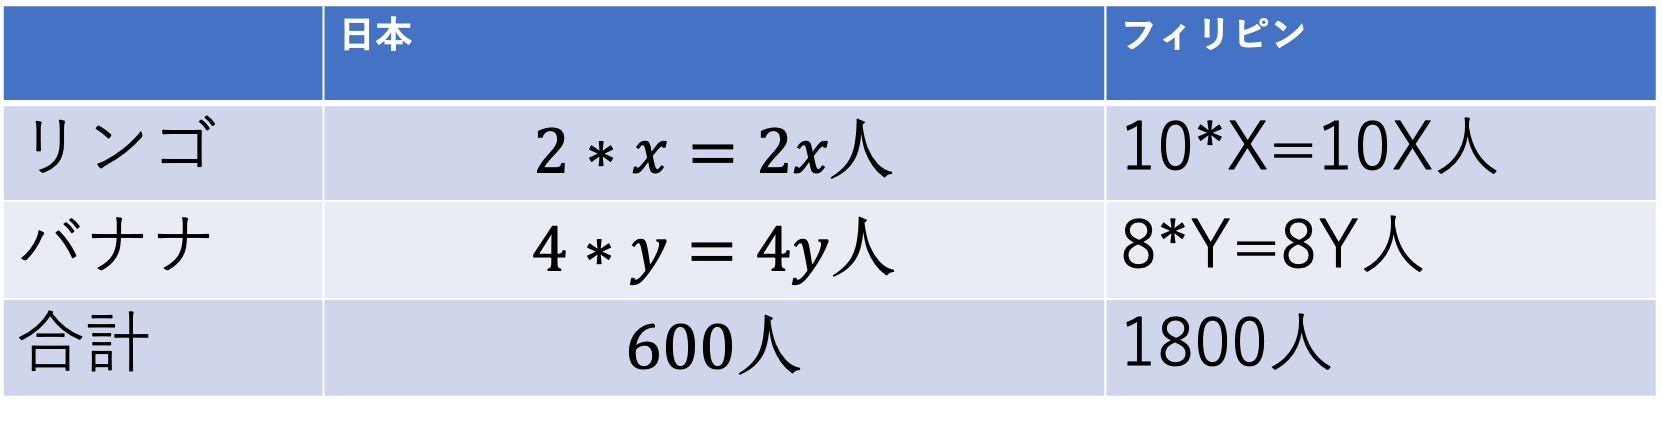 日本 フィリピン
リンゴ 2 * x = 2x人 10*X=10X人
バナナ 4 * y = 4y人 8*Y=8Y人
合計 600人 1800人